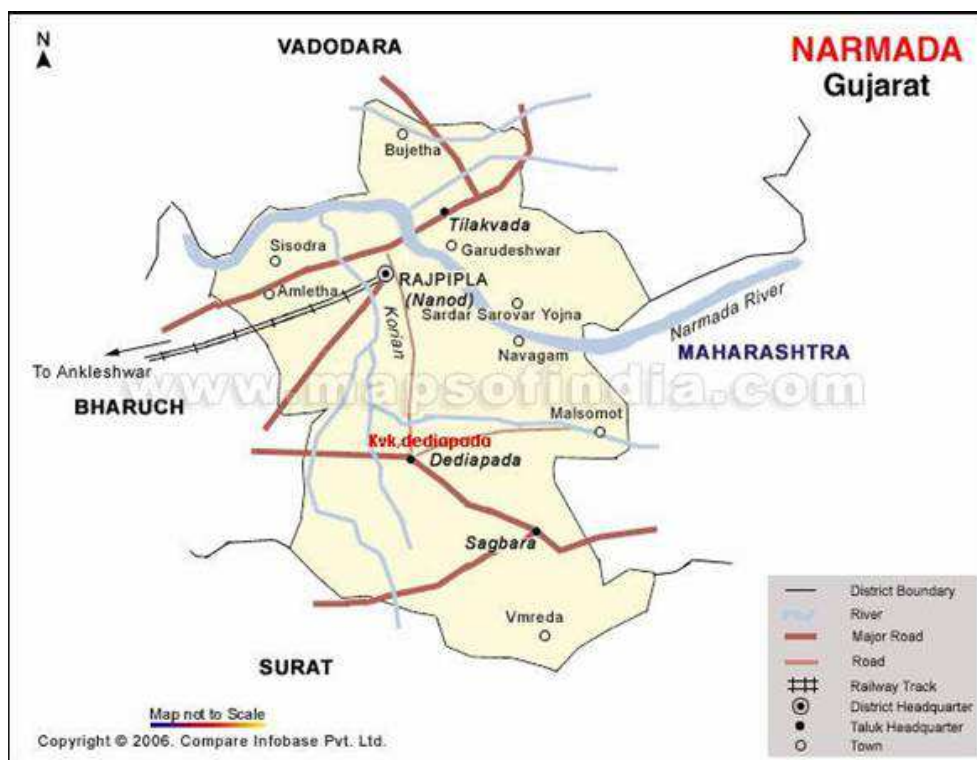 N
VADODARA
NARMADA
Gujarat
Bujetha
Tilakvada
Sisodra
Garudeshwar
RAJPIPLA
(Nanod)
Amletha
Sardar Sarovar Yojna
Narmada River
Korian
Navagam
MAHARASHTRA
To Ankleshwar
www.mapsofindia.com
BHARUCH
Malsomot
Kvk,dediapada
Dediapada
Sagbara
Vmreda
SURAT
District Boundary
River
Major Road
Road
Railway Track
District Headquarter
Taluk Headquarter
Town
Map not to Scale
Copyright © 2006. Compare Infobase Pvt. Ltd.